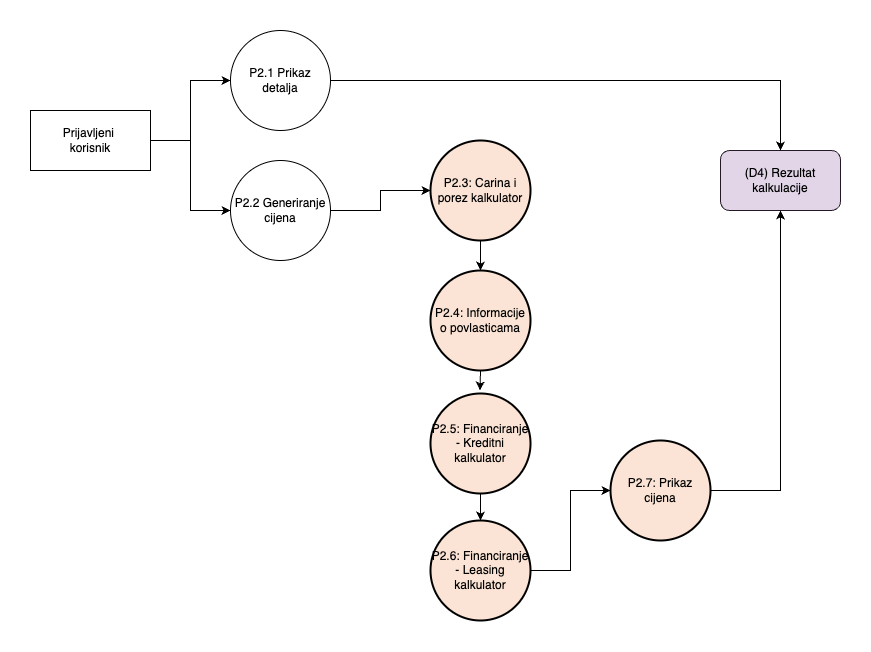 P2.1 Prikaz
detalja
Prijavljeni
korisnik
P2.2 Generiranje
cijena
P2.3: Carina i
porez kalkulator
(D4) Rezultat
kalkulacije
P2.4: Informacije
o povlasticama
P2.5: Financiranje
- Kreditni
kalkulator
P2.6: Financiranje
- Leasing
kalkulator
P2.7: Prikaz
cijena